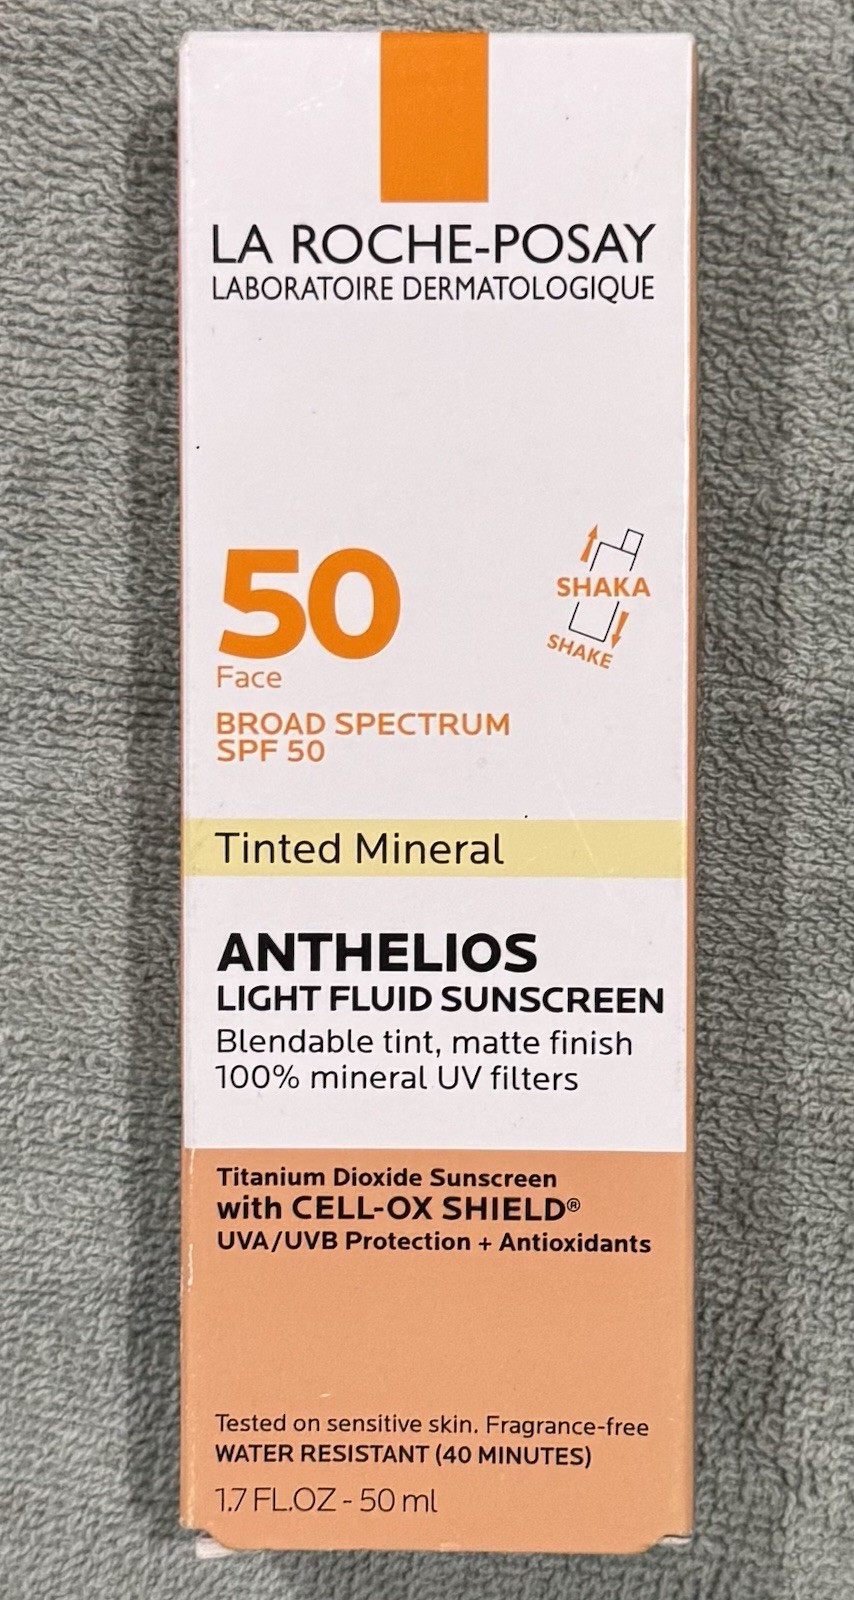 LA ROCHE-POSAY
LABORATOIRE DERMATOLOGIQUE
50
Face
BROAD SPECTRUM
SPF 50
SHAKA
SHAKE
Tinted Mineral
ANTHELIOS
LIGHT FLUID SUNSCREEN
Blendable tint, matte finish
100% mineral UV filters
Titanium Dioxide Sunscreen
with CELL-OX SHIELD®
UVA/UVB Protection + Antioxidants
Tested on sensitive skin. Fragrance-free
WATER RESISTANT (40 MINUTES)
1.7 FL.OZ - 50 ml